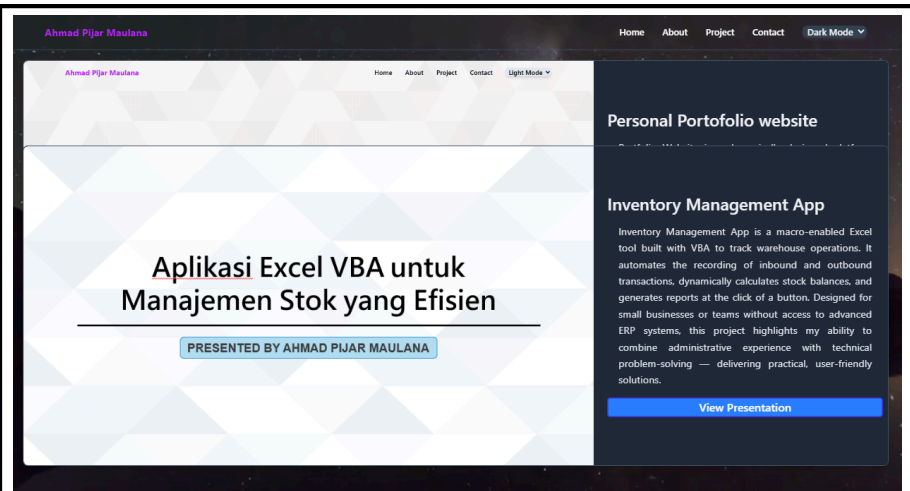 Ahmad Pijar Maulana
Home About Project Contact Dark Mode
Ahmad Pijar Maulana
Home About Project Contact Light Mode
Personal Portofolio website
Inventory Management App
Inventory Management App is a macro-enabled Excel
tool built with VBA to track warehouse operations. It
automates the recording of inbound and outbound
transactions, dynamically calculates stock balances, and
generates reports at the click of a button. Designed for
small businesses or teams without access to advanced
ERP systems, this project highlights my ability to
combine administrative experience with technical
problem-solving — delivering practical, user-friendly
solutions.
View Presentation
Aplikasi Excel VBA untuk
Manajemen Stok yang Efisien
PRESENTED BY AHMAD PIJAR MAULANA